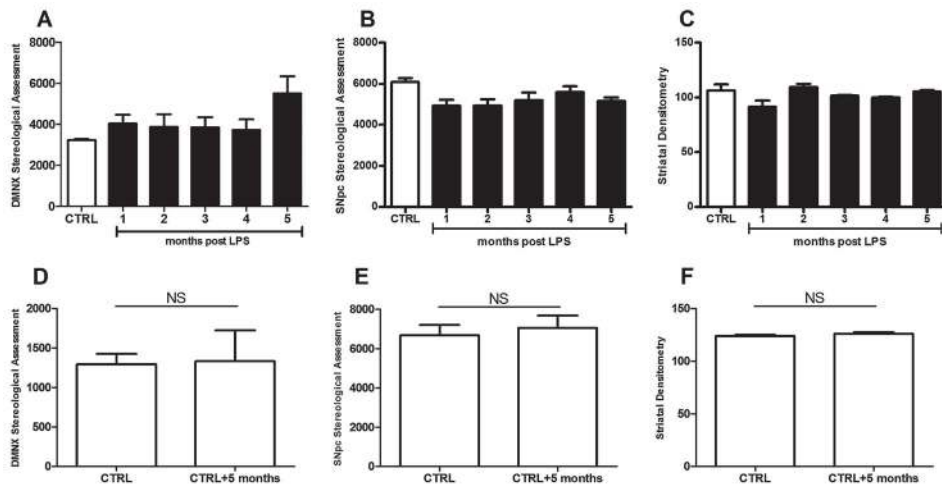 A
DMNX Stereological Assessment
8000
6000
4000
2000
0
CTRL
1 2 3 4 5
months post LPS
B
SNpc Stereological Assessment
8000
6000
4000
2000
0
CTRL
1 2 3 4 5
months post LPS
C
Striatal Densitometry
150
100
50
0
CTRL
1 2 3 4 5
months post LPS
D
NS
DMNX Stereological Assessment
2000
1500
1000
500
0
CTRL CTRL+5 months
E
NS
SNpc Stereological Assessment
8000
6000
4000
2000
0
CTRL CTRL+5 months
F
NS
Striatal Densitometry
150
100
50
0
CTRL CTRL+5 months